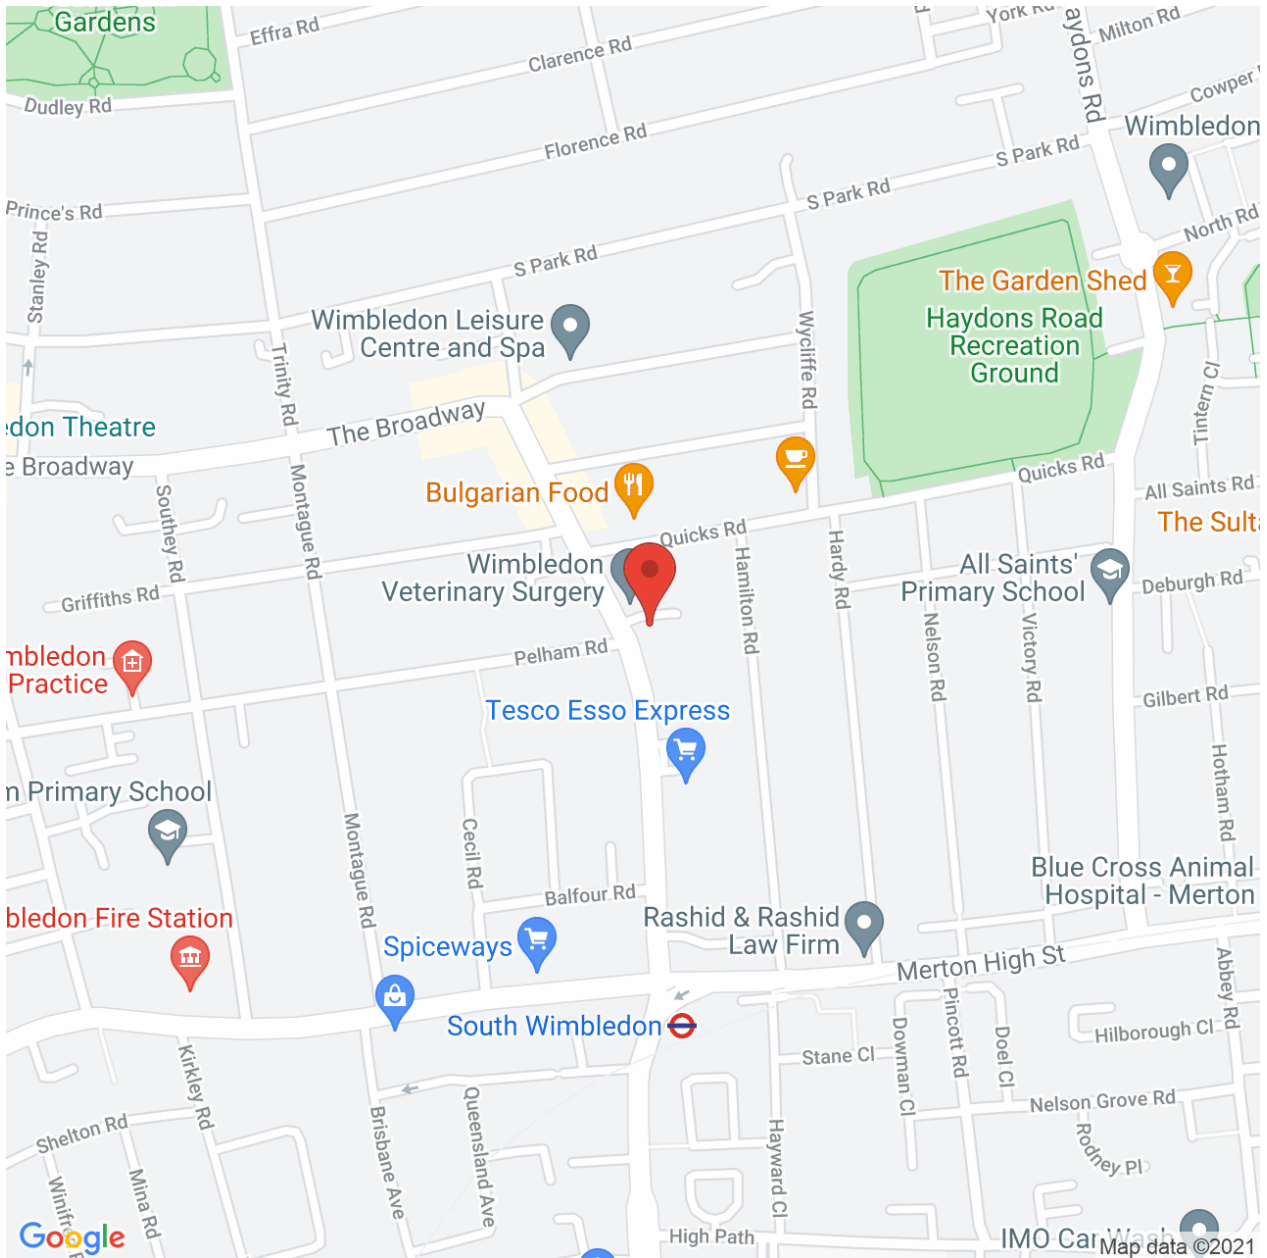 Gardens
Effra Rd
York Rd
Haydons Rd
Milton Rd
Clarence Rd
Dudley Rd
Cowper
Florence Rd
Wimbledon
S Park Rd
S Park Rd
Prince's Rd
North Rd
S Park Rd
Stanley Rd
The Garden Shed
Wimbledon Leisure
Centre and Spa
Haydons Road
Recreation
Ground
Wycliffe Rd
Trinity Rd
Tintern Cl
The Broadway
edon Theatre
e Broadway
Quicks Rd
Bulgarian Food
All Saints Rd
Southey Rd
Montague Rd
The Sulta
Quicks Rd
Wimbledon
Veterinary Surgery
Hamilton Rd
Hardy Rd
All Saints'
Primary School
Deburgh Rd
Griffiths Rd
Nelson Rd
Victory Rd
Pelham Rd
mbledon
Practice
Gilbert Rd
Tesco Esso Express
Hotham Rd
m Primary School
Montague Rd
Cecil Rd
Balfour Rd
Blue Cross Animal
Hospital - Merton
bledon Fire Station
Rashid & Rashid
Law Firm
Spiceways
Merton High St
Abbey Rd
South Wimbledon
Pincott Rd
Dowman Cl
Doel Cl
Hilborough Cl
Stane Cl
Kirkley Rd
Nelson Grove Rd
Shelton Rd
Brisbane Ave
Queensland Ave
Hayward Cl
Rodney Pl
Winifr
Mina Rd
High Path
IMO Car Wash
Google
Map data ©2021